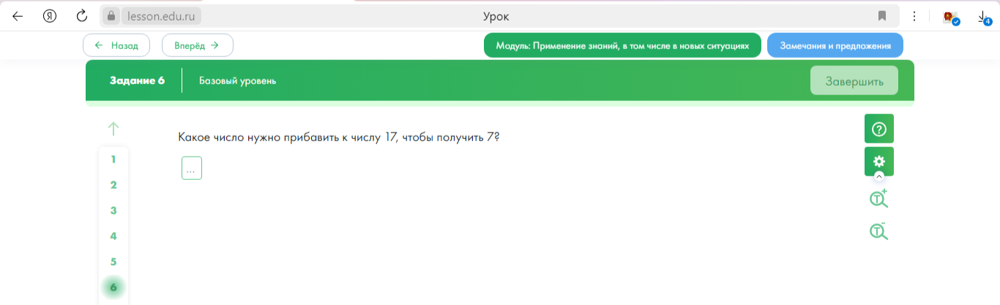 lesson.edu.ru
Урок
4
Назад
Вперёд
Модуль: Применение знаний, в том числе в новых ситуациях
Замечания и предложения
Задание 6
Базовый уровень
Завершить
Какое число нужно прибавить к числу 17, чтобы получить 7?
...
1
2
3
4
5
6